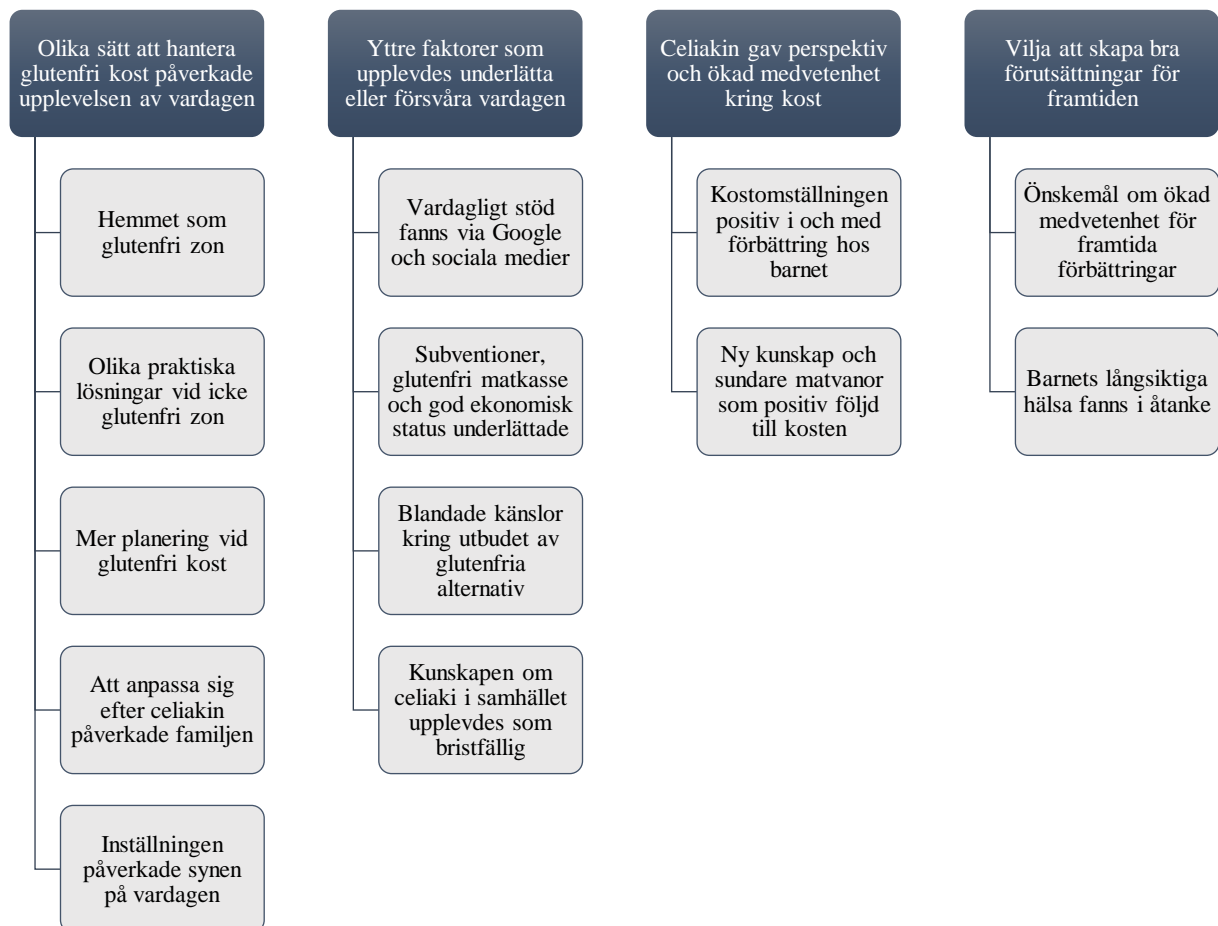 Olika sätt att hantera
glutenfri kost påverkade
upplevelsen av vardagen
Hemmet som
glutenfri zon
Olika praktiska
lösningar vid icke
glutenfri zon
Mer planering vid
glutenfri kost
Att anpassa sig
efter celiakin
påverkade familjen
Inställningen
påverkade synen
på vardagen
Yttre faktorer som
upplevdes underlätta
eller försvåra vardagen
Vardagligt stöd
fanns via Google
och sociala medier
Subventioner,
glutenfri matkasse
och god ekonomisk
status underlättade
Blandade känslor
kring utbudet av
glutenfria
alternativ
Kunskapen om
celiaki i samhället
upplevdes som
bristfällig
Celiakin gav perspektiv
och ökad medvetenhet
kring kost
Kostomställningen
positiv i och med
förbättring hos
barnet
Ny kunskap och
sundare matvanor
som positiv följd
till kosten
Vilja att skapa bra
förutsättningar för
framtiden
Önskemål om ökad
medvetenhet för
framtida
förbättringar
Barnets långsiktiga
hälsa fanns i åtanke